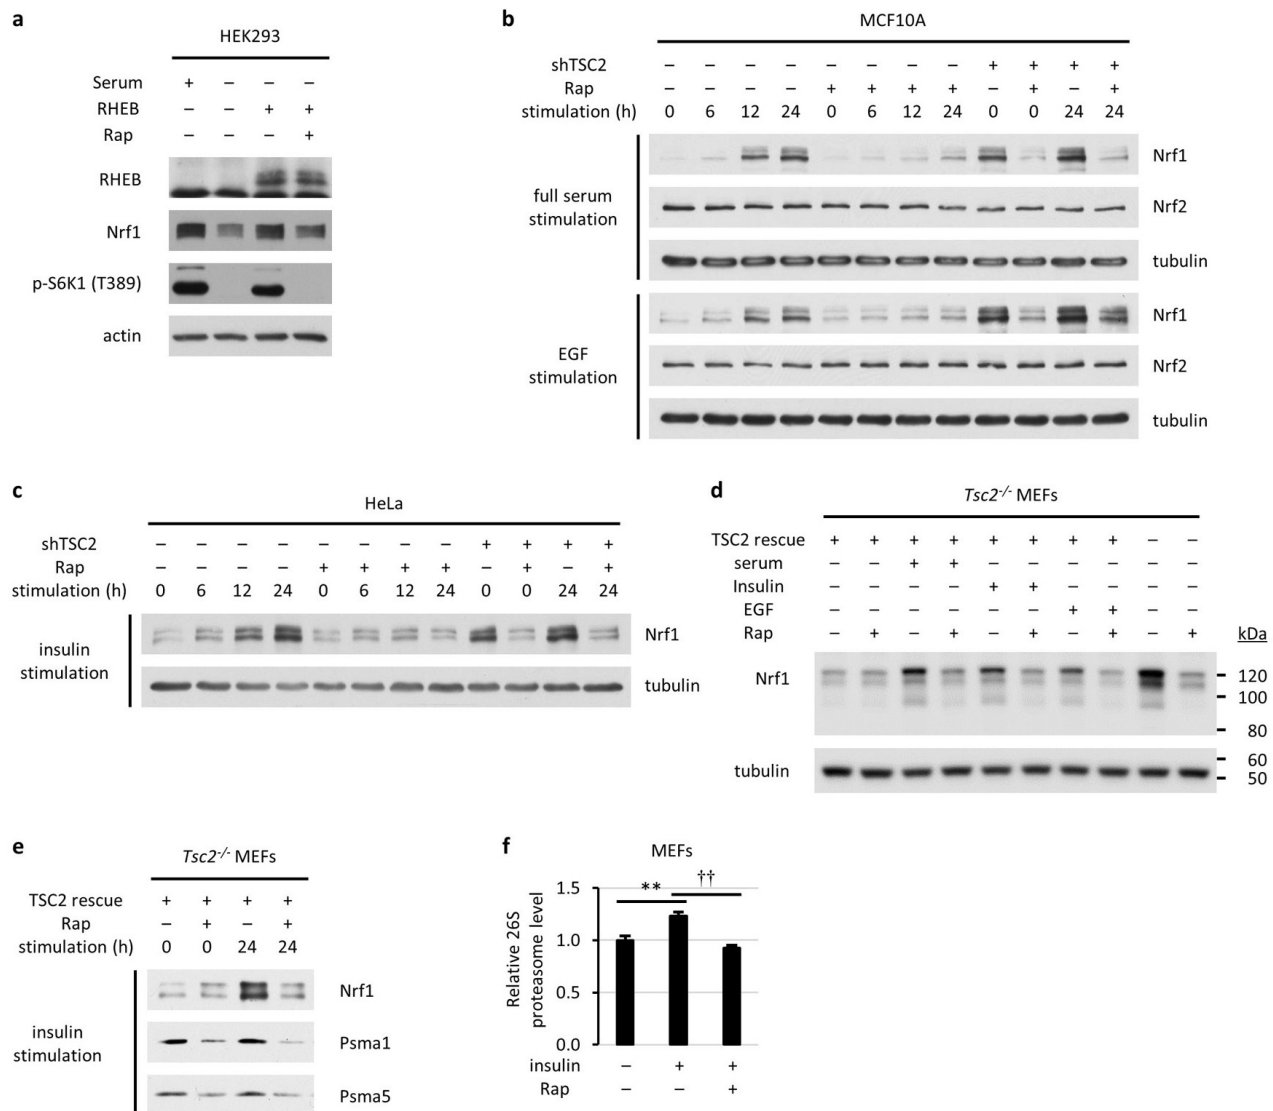 a
HEK293
Serum + – – –
RHEB – – + +
Rap – – – +
RHEB
Nrf1
p-S6K1 (T389)
actin
b
MCF10A
shTSC2 – – – – – – – – + + + +
Rap – – – – + + + + – + – +
stimulation (h) 0 6 12 24 0 6 12 24 0 0 24 24
full serum
stimulation
Nrf1
Nrf2
tubulin
EGF
stimulation
Nrf1
Nrf2
tubulin
c
HeLa
shTSC2 – – – – – – – – + + + +
Rap – – – – + + + + – + – +
stimulation (h) 0 6 12 24 0 6 12 24 0 0 24 24
insulin
stimulation
Nrf1
tubulin
d
Tsc2-/- MEFs
TSC2 rescue + + + + + + + + – –
serum – – + + – – – – – –
Insulin – – – – + + – – – –
EGF – – – – – – + + – –
Rap – + – + – + – + – +
kDa
Nrf1
120
100
80
tubulin
60
50
e
Tsc2-/- MEFs
TSC2 rescue + + + +
Rap – + – +
stimulation (h) 0 0 24 24
insulin
stimulation
Nrf1
Psma1
Psma5
f
MEFs
Relative 26S
proteasome level
1.5
1.0
0.5
0.0
** ††
insulin – + +
Rap – – +